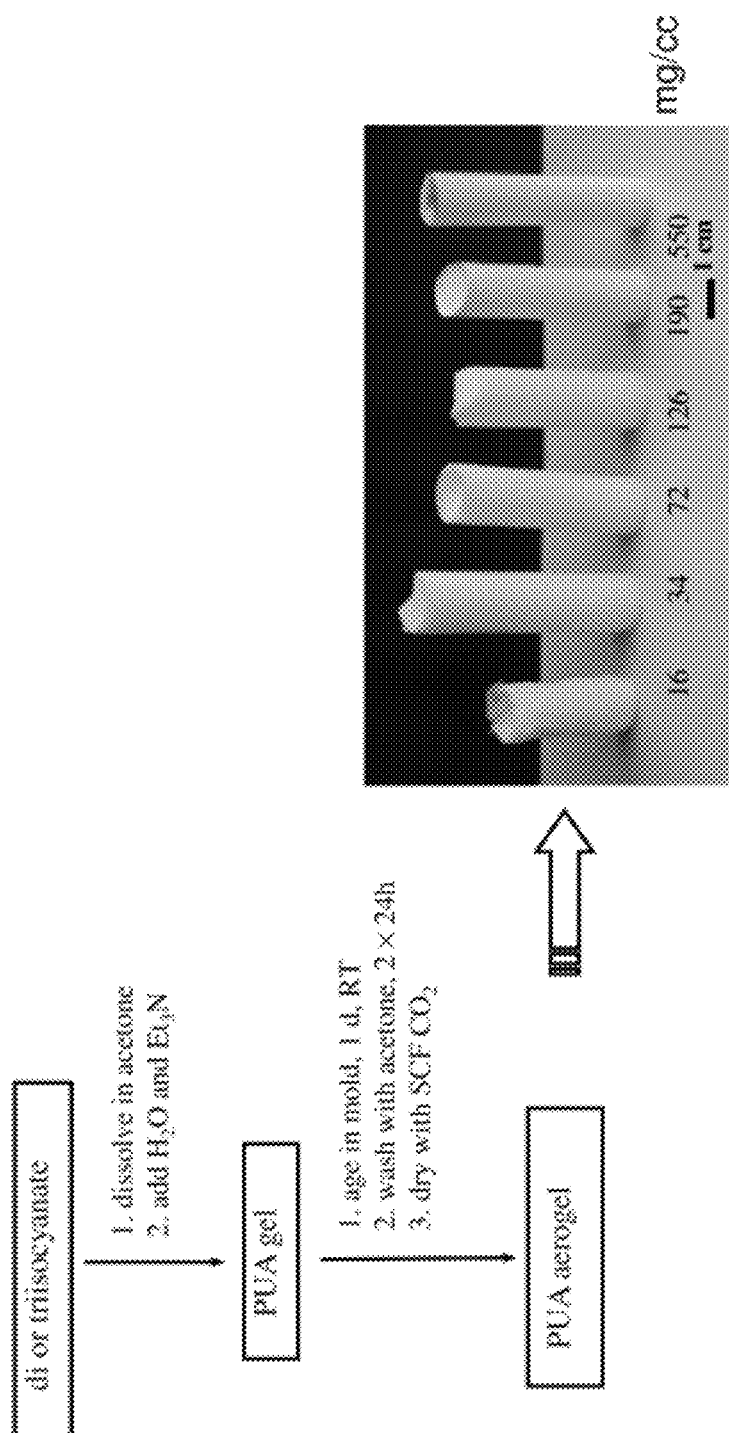 di or triisocyanate
1. dissolve in acetone
2. add H₂O and Et₃N
PUA gel
1. age in mold, 1 d, RT
2. wash with acetone, 2 × 24h
3. dry with SCF CO₂
PUA aerogel
16 34 72 126 190 550 mg/cc
1 cm